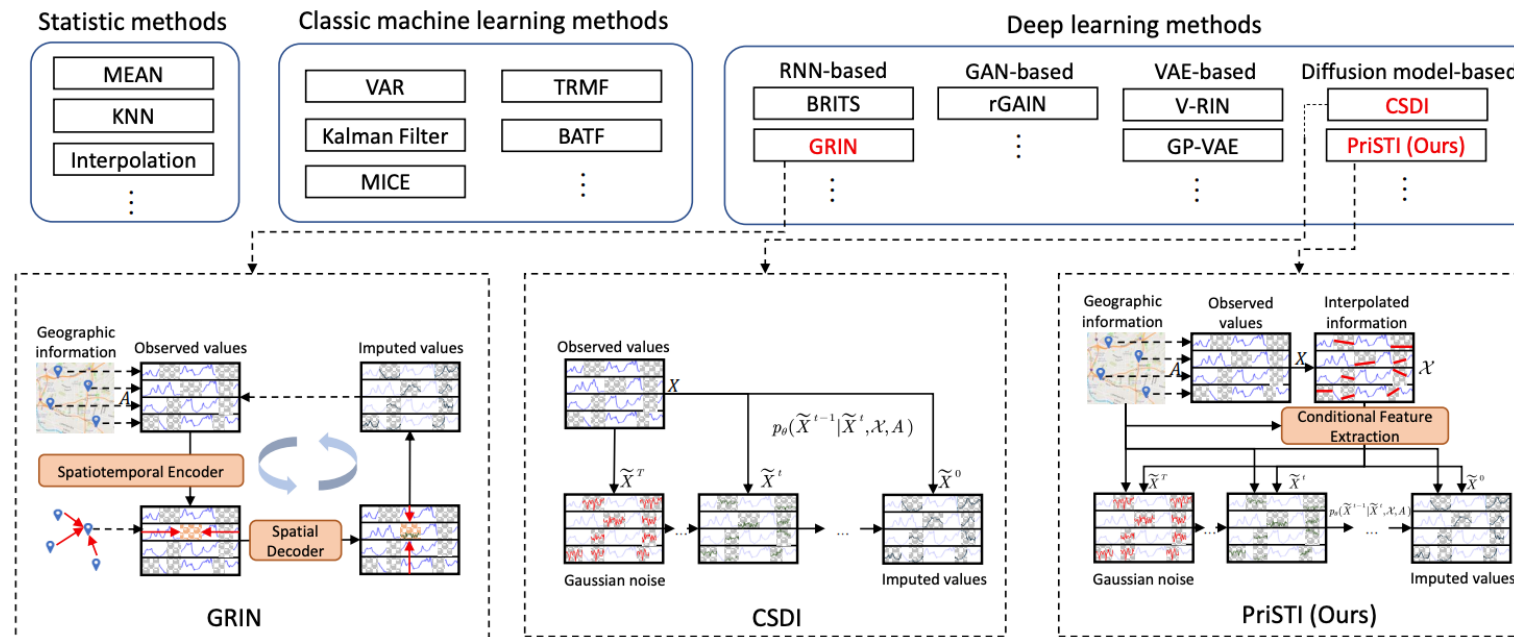 Statistic methods
MEAN
KNN
Interpolation
⋮
Classic machine learning methods
VAR
Kalman Filter
MICE
TRMF
BATF
⋮
Deep learning methods
RNN-based
BRITS
GRIN
⋮
GAN-based
rGAIN
⋮
VAE-based
V-RIN
GP-VAE
⋮
Diffusion model-based
CSDI
PriSTI (Ours)
⋮
Geographic
information
Observed values
Imputed values
A
Spatiotemporal Encoder
Spatial
Decoder
GRIN
Observed values
X
p_θ(X̃^{t−1}|X̃^t, 𝒳, A)
X̃^T
X̃^t
X̃^0
...
...
Gaussian noise
Imputed values
CSDI
Geographic
information
Observed
values
Interpolated
information
A
X
𝒳
Conditional Feature
Extraction
X̃^T
X̃^t
X̃^0
p_θ(X̃^{t−1}|X̃^t, 𝒳, A)
...
...
Gaussian noise
Imputed values
PriSTI (Ours)